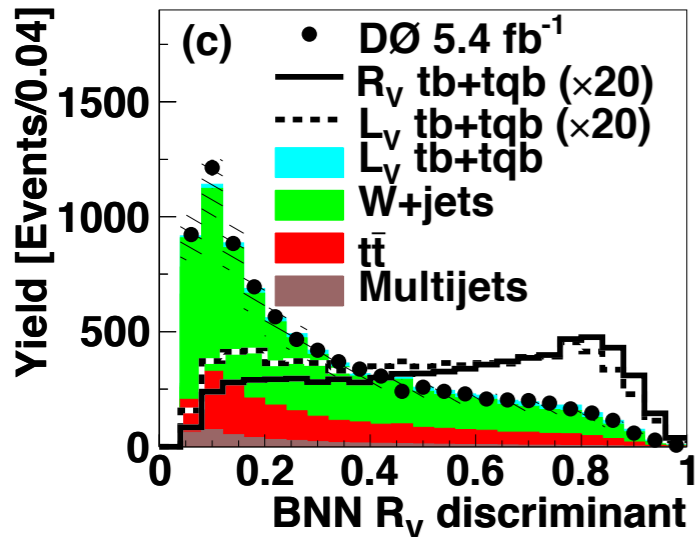 (c)
DØ 5.4 fb⁻¹
R_V tb+tqb (×20)
L_V tb+tqb (×20)
L_V tb+tqb
W+jets
tt̄
Multijets
Yield [Events/0.04]
1500
1000
500
0
0 0.2 0.4 0.6 0.8 1
BNN R_V discriminant